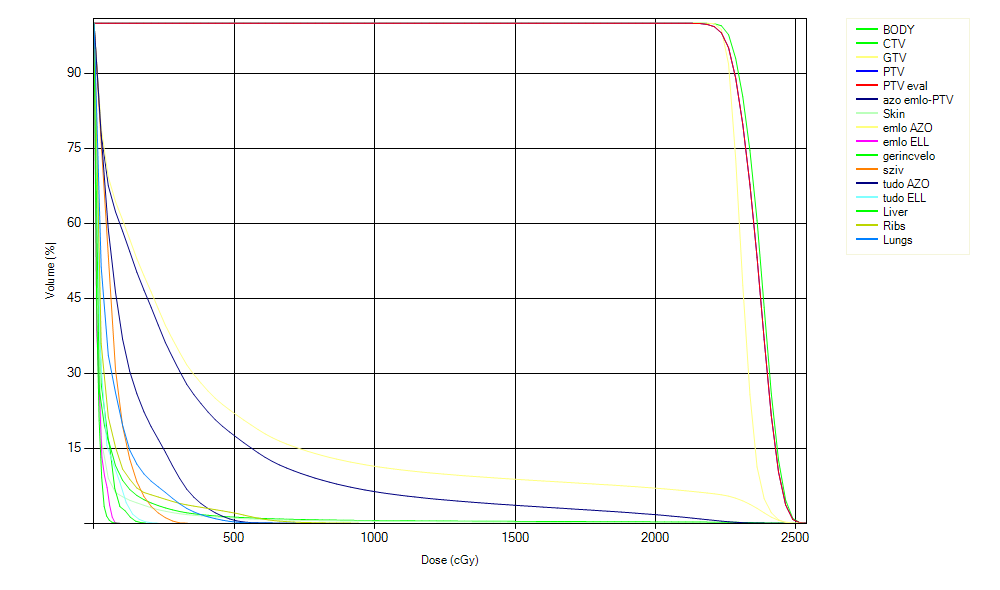 90
75
60
45
30
15
Volume (%)
500
1000
1500
2000
2500
Dose (cGy)
BODY
CTV
GTV
PTV
PTV eval
azo emlo-PTV
Skin
emlo AZO
emlo ELL
gerincvelo
sziv
tudo AZO
tudo ELL
Liver
Ribs
Lungs